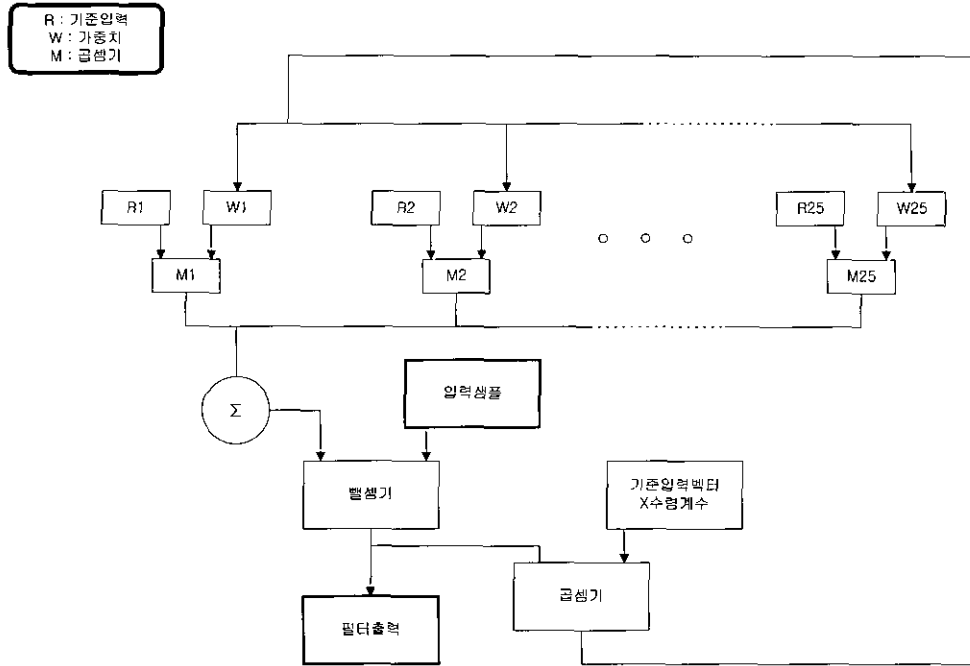 R : 기준입력
W : 가중치
M : 곱셈기
R1
W1
R2
W2
R25
W25
M1
M2
M25
Σ
입력샘플
뺄셈기
기준입력벡터
X수렴계수
곱셈기
필터출력